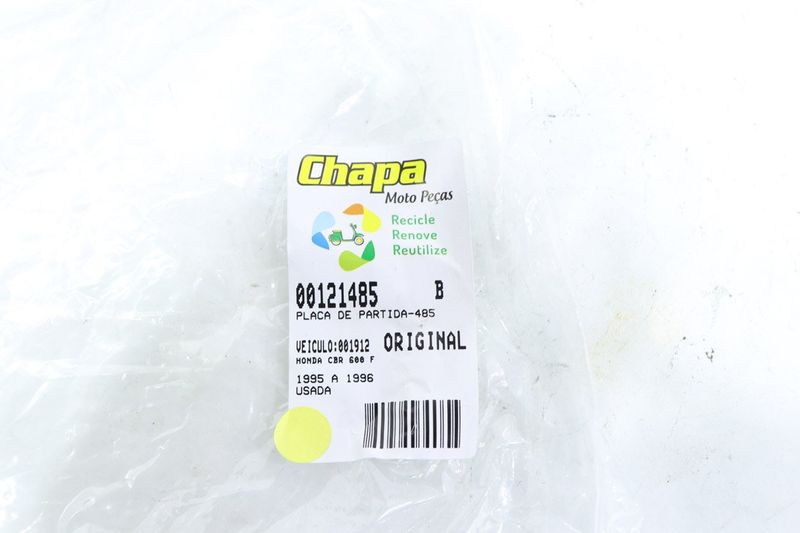 Chapa
Moto Peças
Recicle
Renove
Reutilize
00121485 B
PLACA DE PARTIDA-485
VEICULO:001912 ORIGINAL
HONDA CBR 600 F
1995 A 1996
USADA